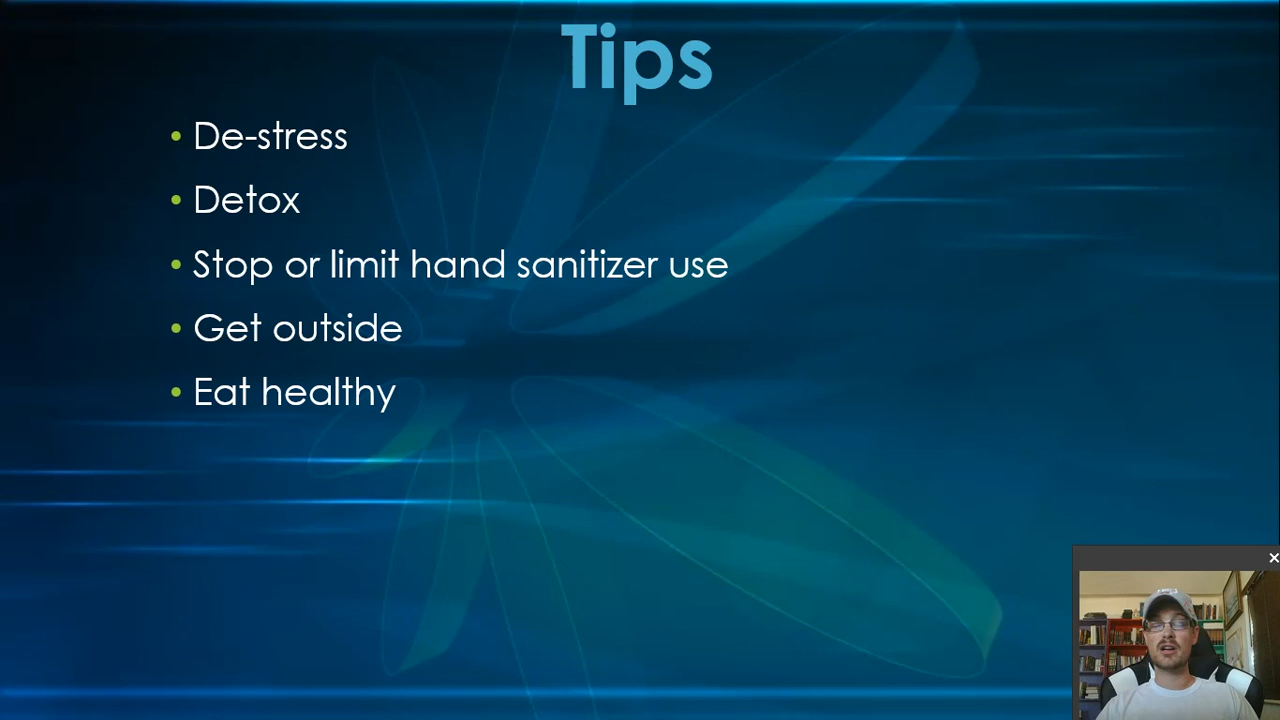 Tips
• De-stress
• Detox
• Stop or limit hand sanitizer use
• Get outside
• Eat healthy